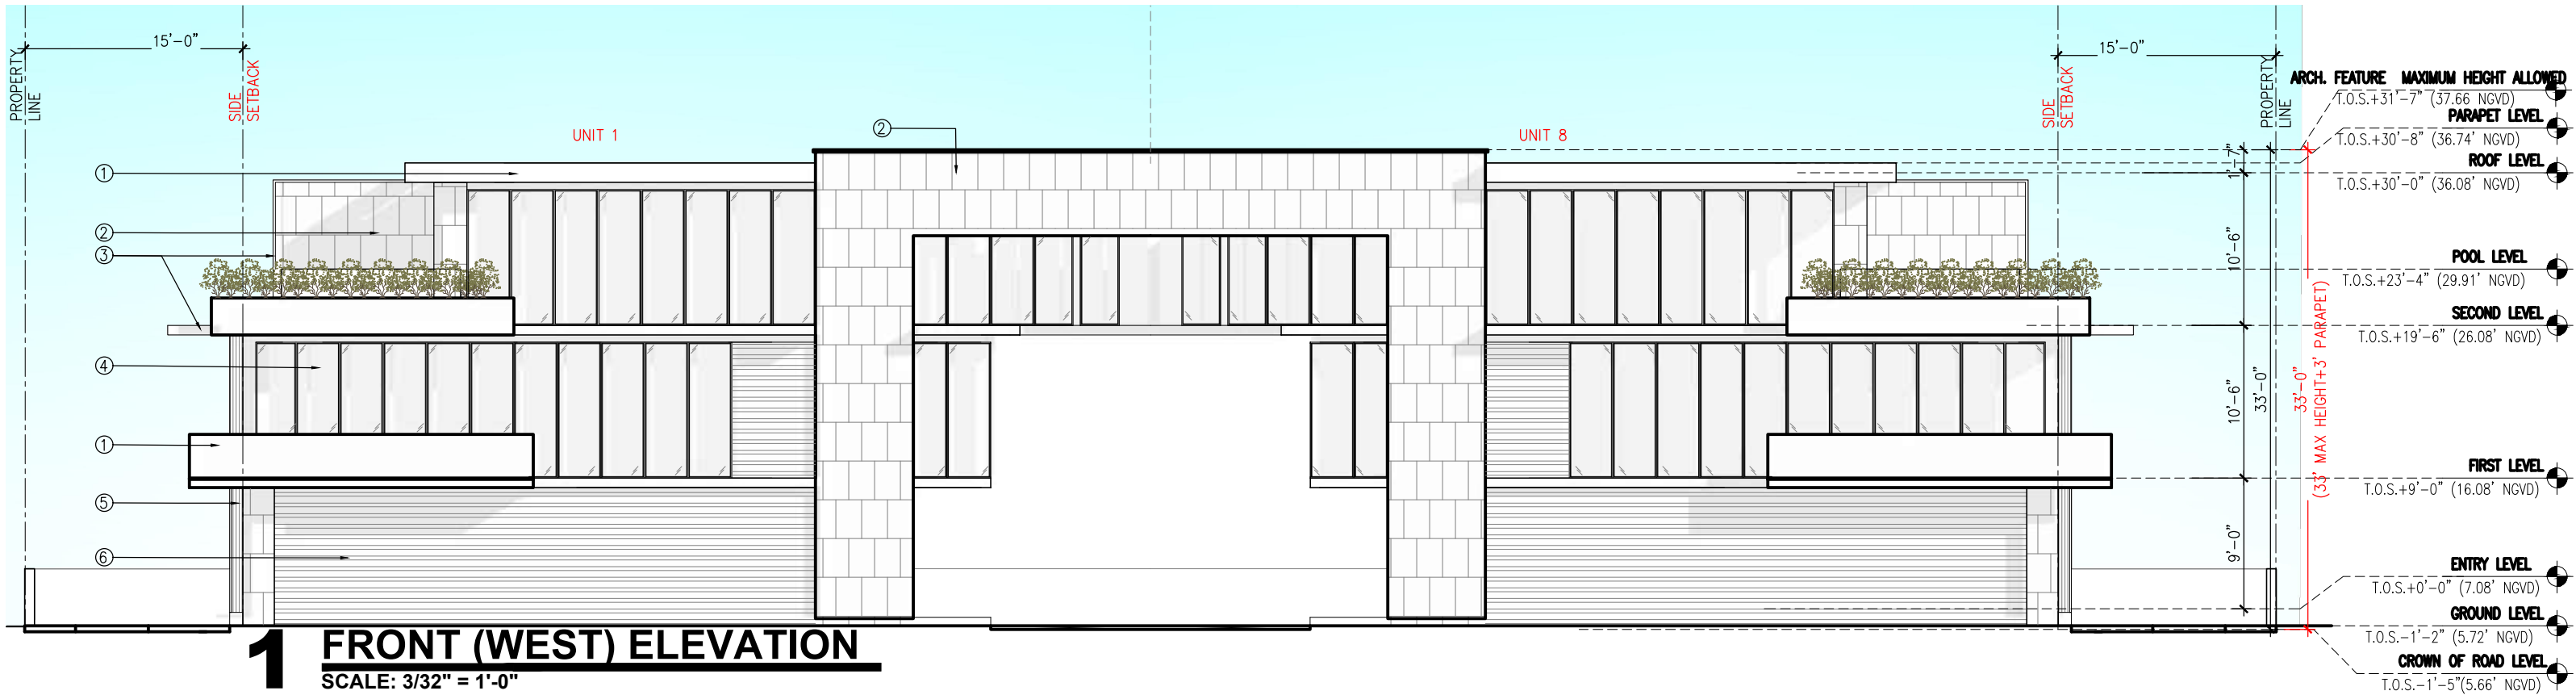 15'-0"
15'-0"
PROPERTY
LINE
SIDE
SETBACK
SIDE
SETBACK
PROPERTY
LINE
UNIT 1
2
UNIT 8
1
2
3
4
1
5
6
ARCH. FEATURE MAXIMUM HEIGHT ALLOWED
T.O.S.+31'-7" (37.66 NGVD)
PARAPET LEVEL
T.O.S.+30'-8" (36.74' NGVD)
ROOF LEVEL
T.O.S.+30'-0" (36.08' NGVD)
POOL LEVEL
T.O.S.+23'-4" (29.91' NGVD)
SECOND LEVEL
T.O.S.+19'-6" (26.08' NGVD)
FIRST LEVEL
T.O.S.+9'-0" (16.08' NGVD)
ENTRY LEVEL
T.O.S.+0'-0" (7.08' NGVD)
GROUND LEVEL
T.O.S.-1'-2" (5.72' NGVD)
CROWN OF ROAD LEVEL
T.O.S.-1'-5"(5.66' NGVD)
1'-7"
10'-6"
10'-6"
9'-0"
33'-0"
33'-0"
(33' MAX HEIGHT+3' PARAPET)
1 FRONT (WEST) ELEVATION
SCALE: 3/32" = 1'-0"